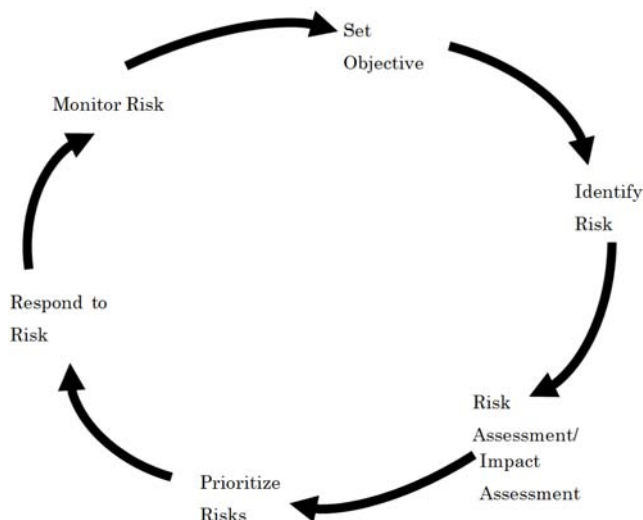 Set
Objective
Identify
Risk
Risk
Assessment/
Impact
Assessment
Prioritize
Risks
Respond to
Risk
Monitor Risk